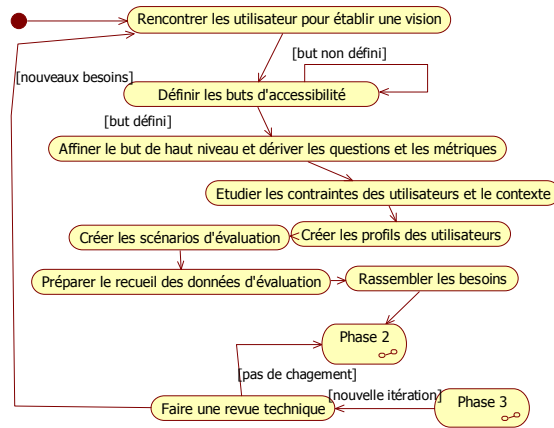 Rencontrer les utilisateur pour établir une vision
[but non défini]
[nouveaux besoins]
Définir les buts d'accessibilité
[but défini]
Affiner le but de haut niveau et dériver les questions et les métriques
Etudier les contraintes des utilisateurs et le contexte
Créer les scénarios d'évaluation
Créer les profils des utilisateurs
Préparer le recueil des données d'évaluation
Rassembler les besoins
Phase 2
[pas de chagement]
[nouvelle itération]
Faire une revue technique
Phase 3